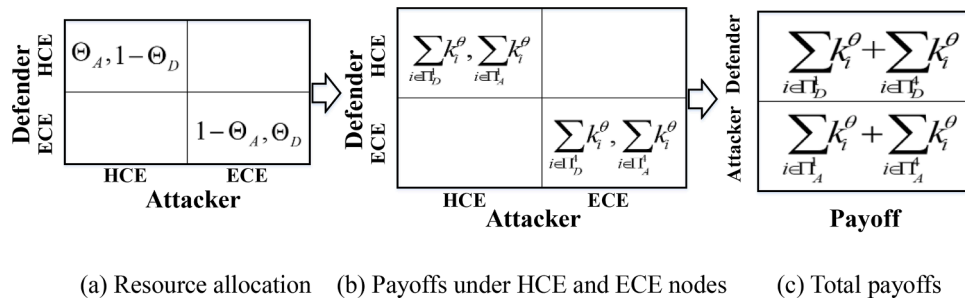 Defender
HCE
ECE
Θ_A, 1−Θ_D
1−Θ_A, Θ_D
HCE ECE
Attacker
Defender
HCE
ECE
∑_{i∈Π_D^1} k_i^θ, ∑_{i∈Π_A^1} k_i^θ
∑_{i∈Π_D^4} k_i^θ, ∑_{i∈Π_A^4} k_i^θ
HCE ECE
Attacker
Defender
Attacker
∑_{i∈Π_D^1} k_i^θ + ∑_{i∈Π_D^4} k_i^θ
∑_{i∈Π_A^1} k_i^θ + ∑_{i∈Π_A^4} k_i^θ
Payoff
(a) Resource allocation (b) Payoffs under HCE and ECE nodes (c) Total payoffs